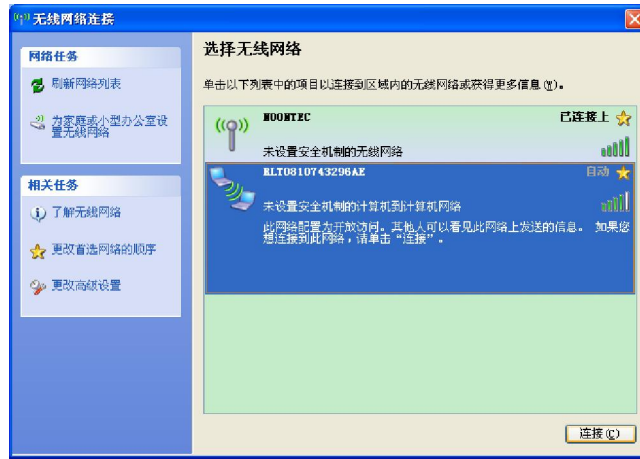 无线网络连接
网络任务
刷新网络列表
为家庭或小型办公室设
置无线网络
相关任务
了解无线网络
更改首选网络的顺序
更改高级设置
选择无线网络
单击以下列表中的项目以连接到区域内的无线网络或获得更多信息(W)。
NOONTEC
已连接上
未设置安全机制的无线网络
RLT0810743296AE
自动
未设置安全机制的计算机到计算机网络
此网络配置为开放访问。其他人可以看见此网络上发送的信息。 如果您
想连接到此网络，请单击“连接”。
连接(C)